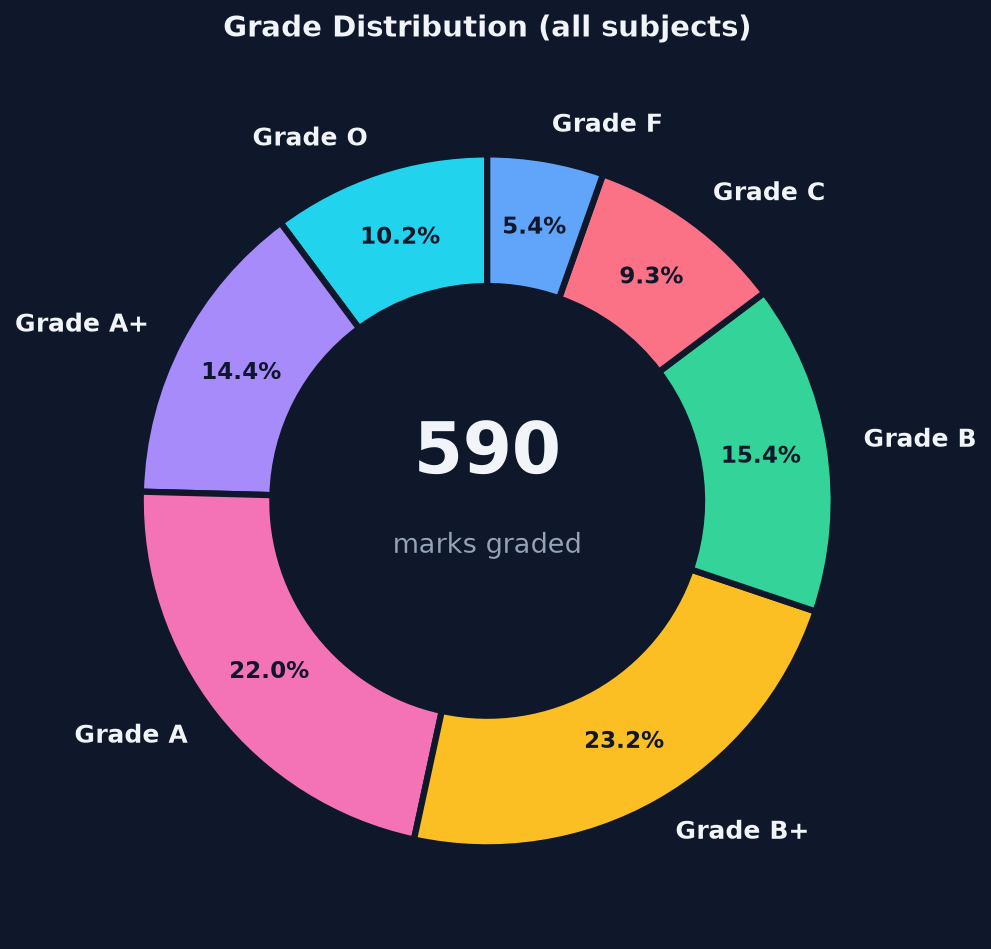 Grade Distribution (all subjects)
Grade F
Grade O
Grade C
5.4%
10.2%
9.3%
Grade A+
14.4%
590
Grade B
15.4%
marks graded
22.0%
Grade A
23.2%
Grade B+